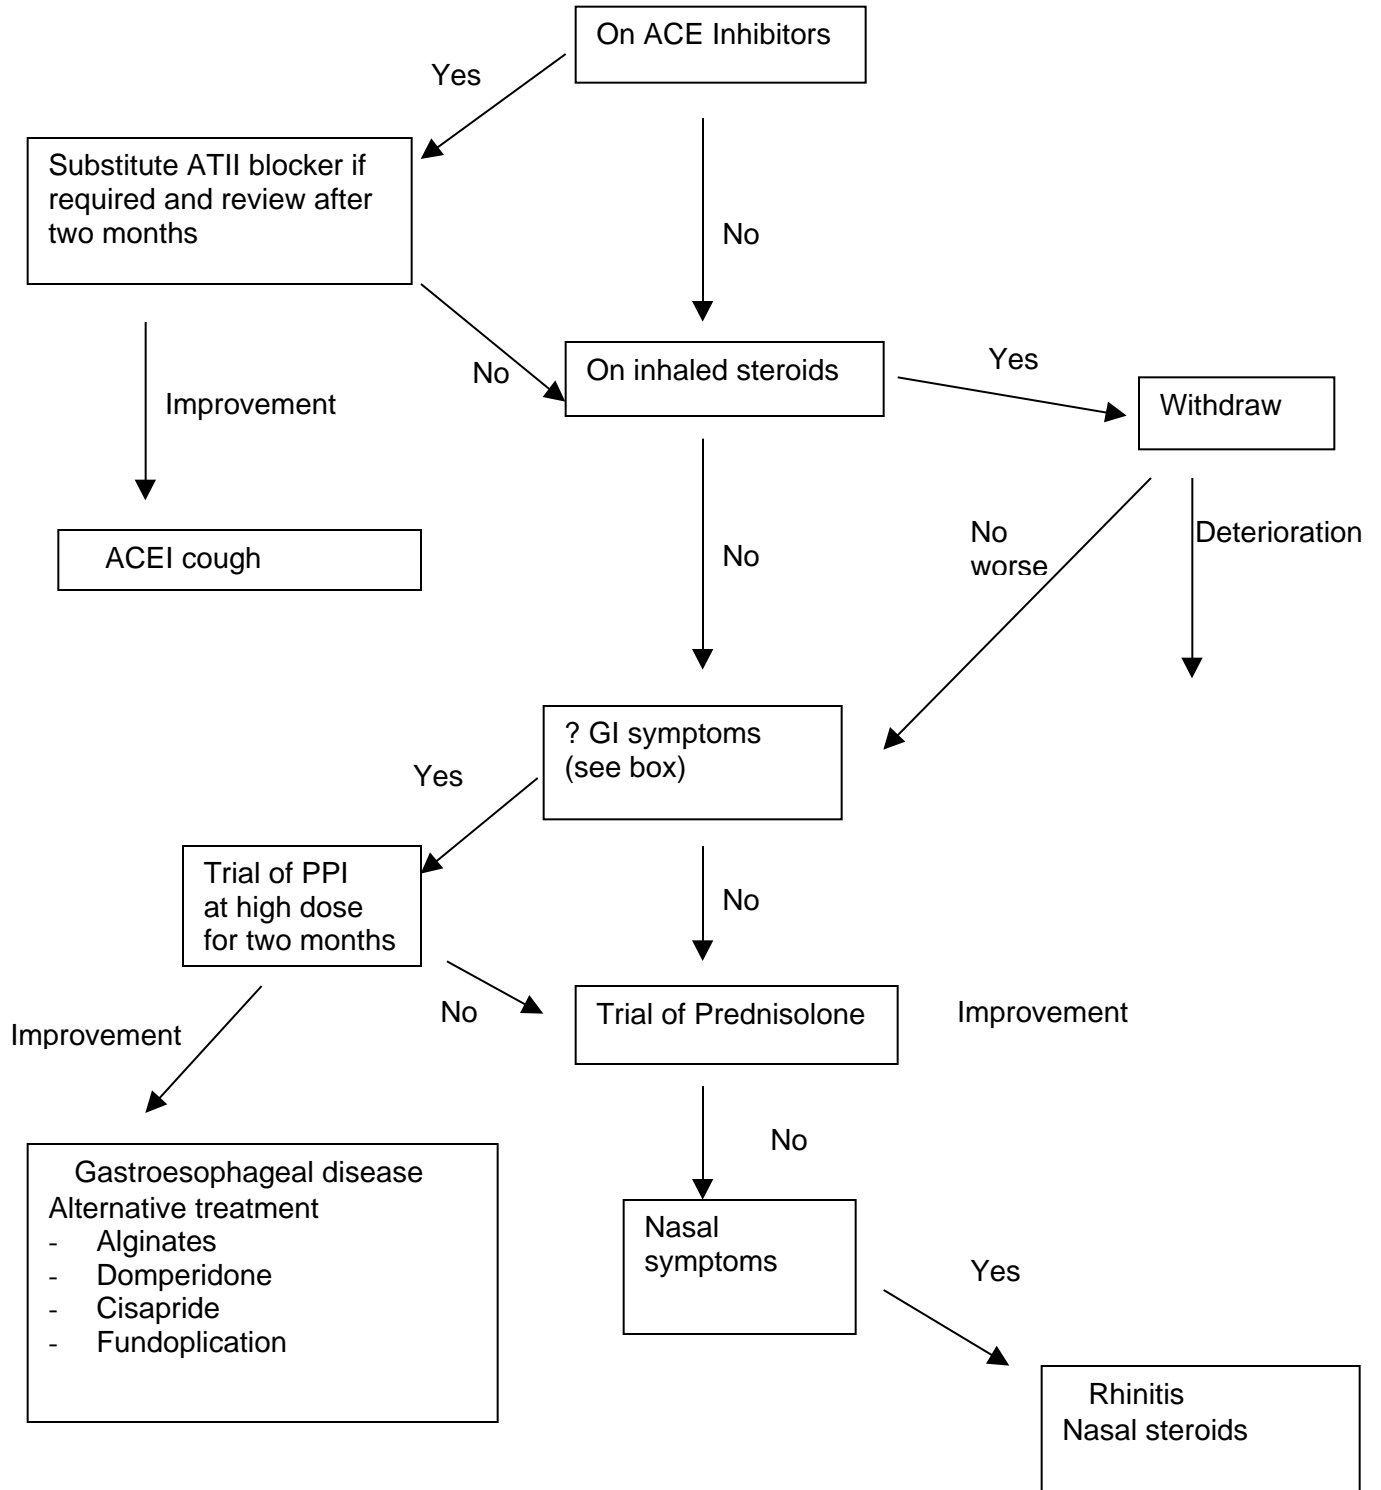 On ACE Inhibitors
Yes
Substitute ATII blocker if
required and review after
two months
No
No
On inhaled steroids
Yes
Withdraw
Improvement
ACEI cough
No
No
worse
Deterioration
? GI symptoms
(see box)
Yes
Trial of PPI
at high dose
for two months
No
No
Trial of Prednisolone
Improvement
Improvement
Gastroesophageal disease
Alternative treatment
- Alginates
- Domperidone
- Cisapride
- Fundoplication
No
Nasal
symptoms
Yes
Rhinitis
Nasal steroids